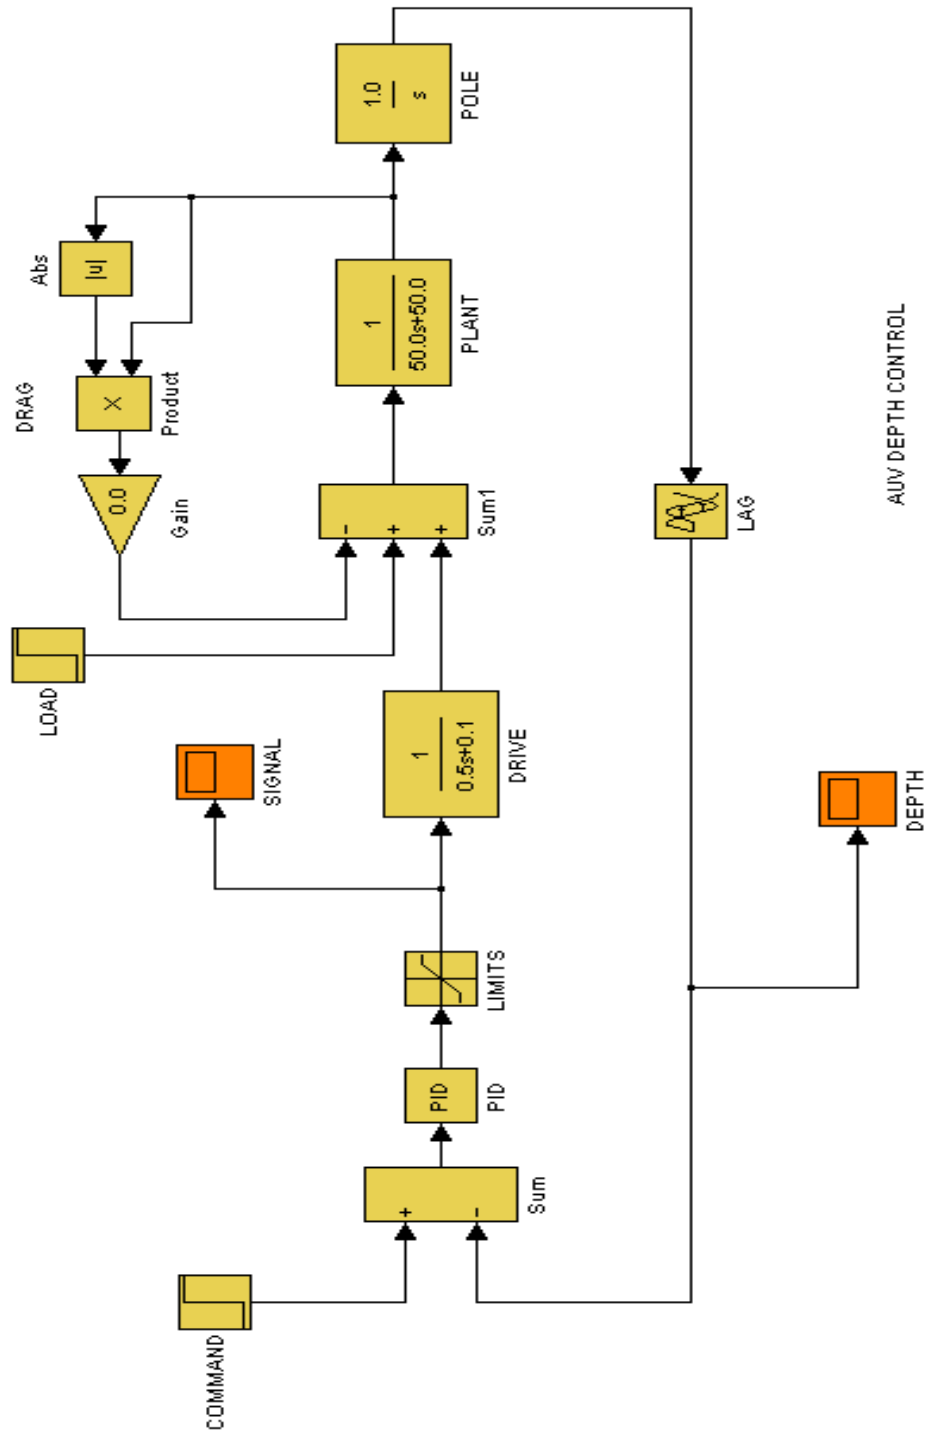 COMMAND
+
-
Sum
PID
PID
LIMITS
SIGNAL
1
0.5s+0.1
DRIVE
LOAD
-
+
+
Sum1
0.0
Gain
DRAG
X
Product
Abs
|u|
1
50.0s+50.0
PLANT
1.0
s
POLE
LAG
DEPTH
AUV DEPTH CONTROL